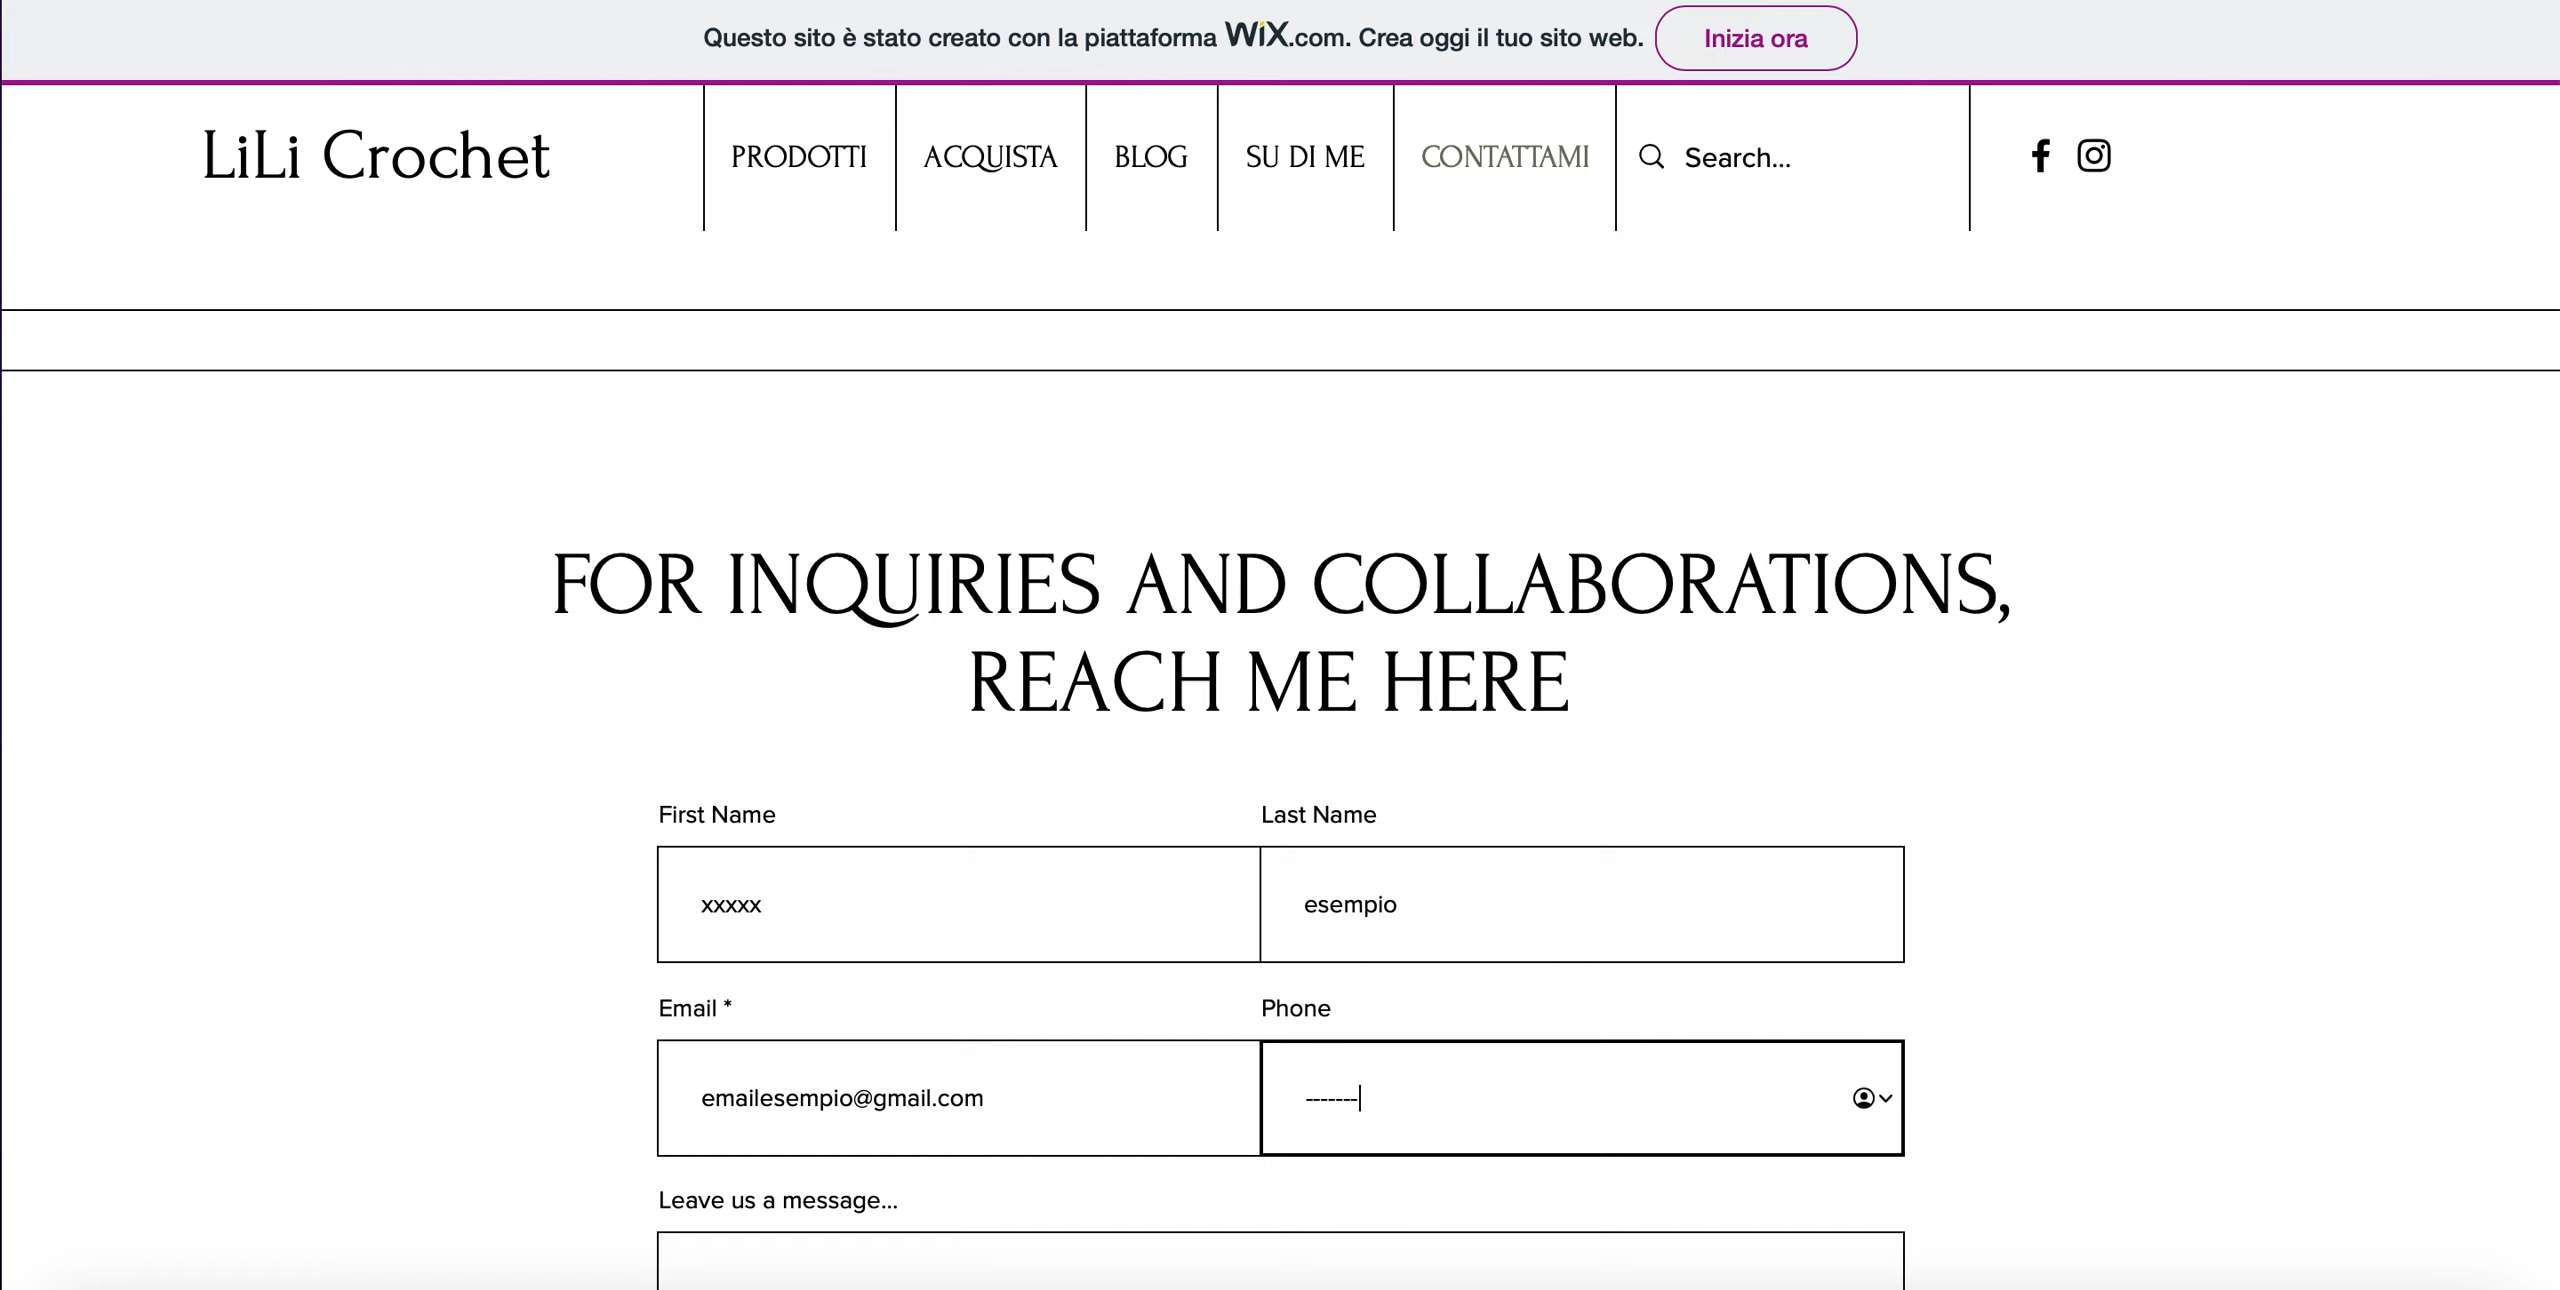 Questo sito è stato creato con la piattaforma WiX.com. Crea oggi il tuo sito web. Inizia ora
LiLi Crochet PRODOTTI ACQUISTA BLOG SU DI ME CONTATTAMI Search...
FOR INQUIRIES AND COLLABORATIONS,
REACH ME HERE
First Name Last Name
xxxxx esempio
Email * Phone
emailesempio@gmail.com -------
Leave us a message...